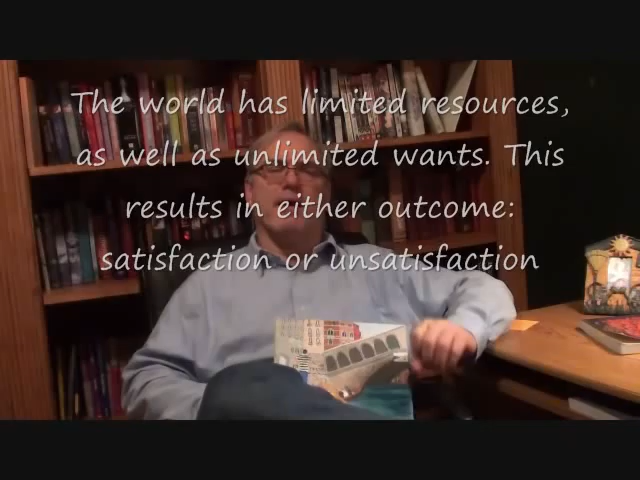 The world has limited resources,
as well as unlimited wants. This
results in either outcome:
satisfaction or unsatisfaction